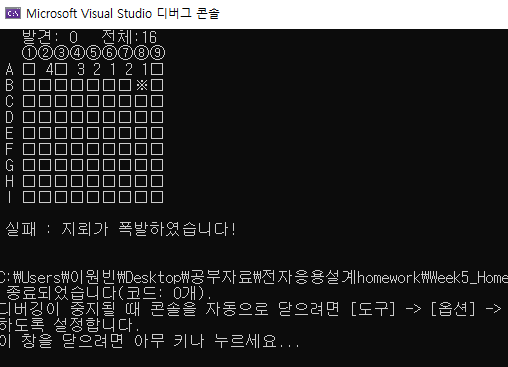 Microsoft Visual Studio 디버그 콘솔
발견: 0 전체:16
①②③④⑤⑥⑦⑧⑨
A □ 4□ 3 2 1 2 1□
B □□□□□□□※□
C □□□□□□□□□
D □□□□□□□□□
E □□□□□□□□□
F □□□□□□□□□
G □□□□□□□□□
H □□□□□□□□□
I □□□□□□□□□
실패 : 지뢰가 폭발하였습니다!
C:₩Users₩이원빈₩Desktop₩공부자료₩전자응용설계homework₩Week5_Home
종료되었습니다(코드: 0개).
디버깅이 중지될 때 콘솔을 자동으로 닫으려면 [도구] -> [옵션] ->
하도록 설정합니다.
이 창을 닫으려면 아무 키나 누르세요...